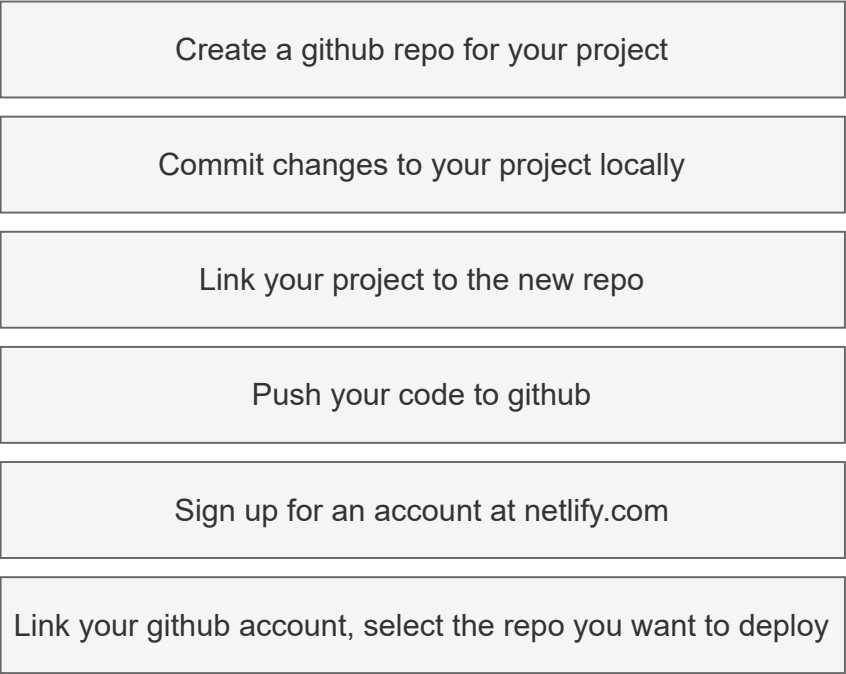 Create a github repo for your project
Commit changes to your project locally
Link your project to the new repo
Push your code to github
Sign up for an account at netlify.com
Link your github account, select the repo you want to deploy